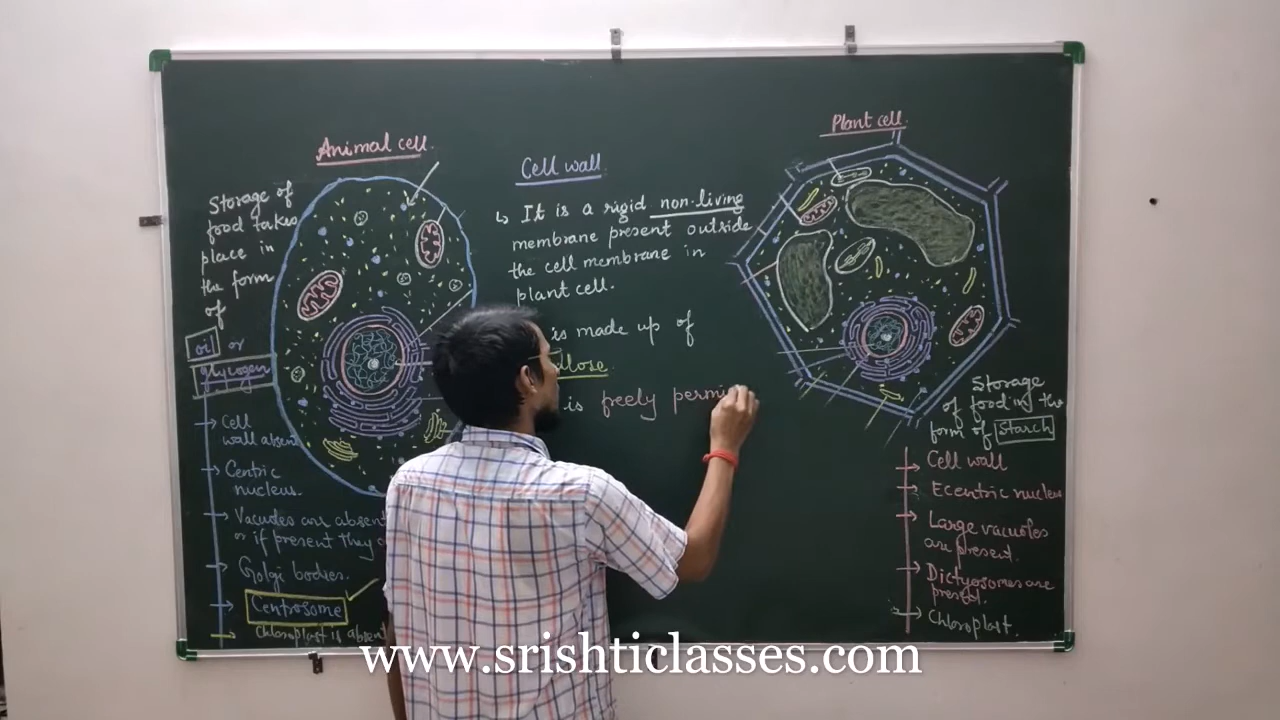 Animal cell.
Storage of
food takes
place in
the form
of
oil or
glycogen
Cell
wall absent
Centric
nucleus.
Vacuoles are absent
or if present they
Golgi bodies.
Centrosome
Chloroplast is absent
Cell wall
It is a rigid non-living
membrane present outside
the cell membrane in
plant cell.
is made up of
is freely
Plant cell.
Storage
of food in the
form of starch
Cell wall
Ecentric nucleus
Large vacuoles
are present.
Dictyosomes are
present.
Chloroplast.
www.srishticlasses.com